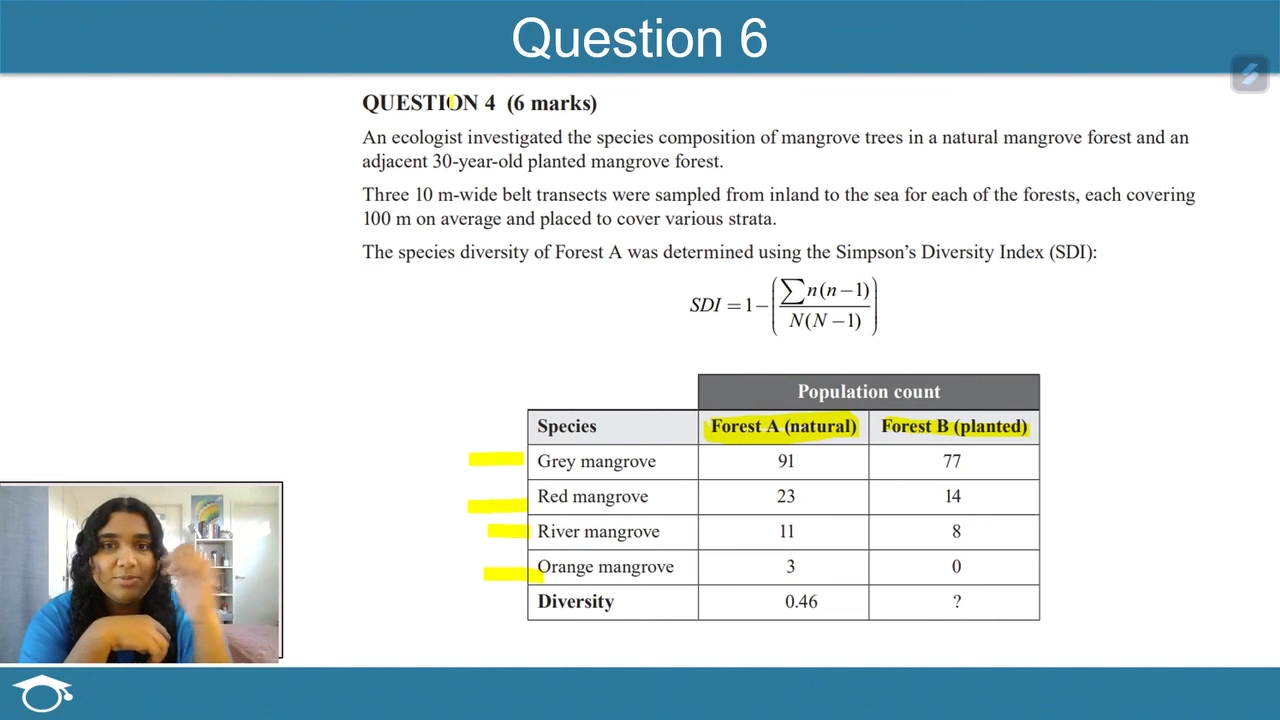 Question 6
QUESTION 4 (6 marks)
An ecologist investigated the species composition of mangrove trees in a natural mangrove forest and an
adjacent 30-year-old planted mangrove forest.
Three 10 m-wide belt transects were sampled from inland to the sea for each of the forests, each covering
100 m on average and placed to cover various strata.
The species diversity of Forest A was determined using the Simpson's Diversity Index (SDI):
SDI = 1 − (∑ n(n − 1) / N(N − 1))
Population count
Species Forest A (natural) Forest B (planted)
Grey mangrove 91 77
Red mangrove 23 14
River mangrove 11 8
Orange mangrove 3 0
Diversity 0.46 ?